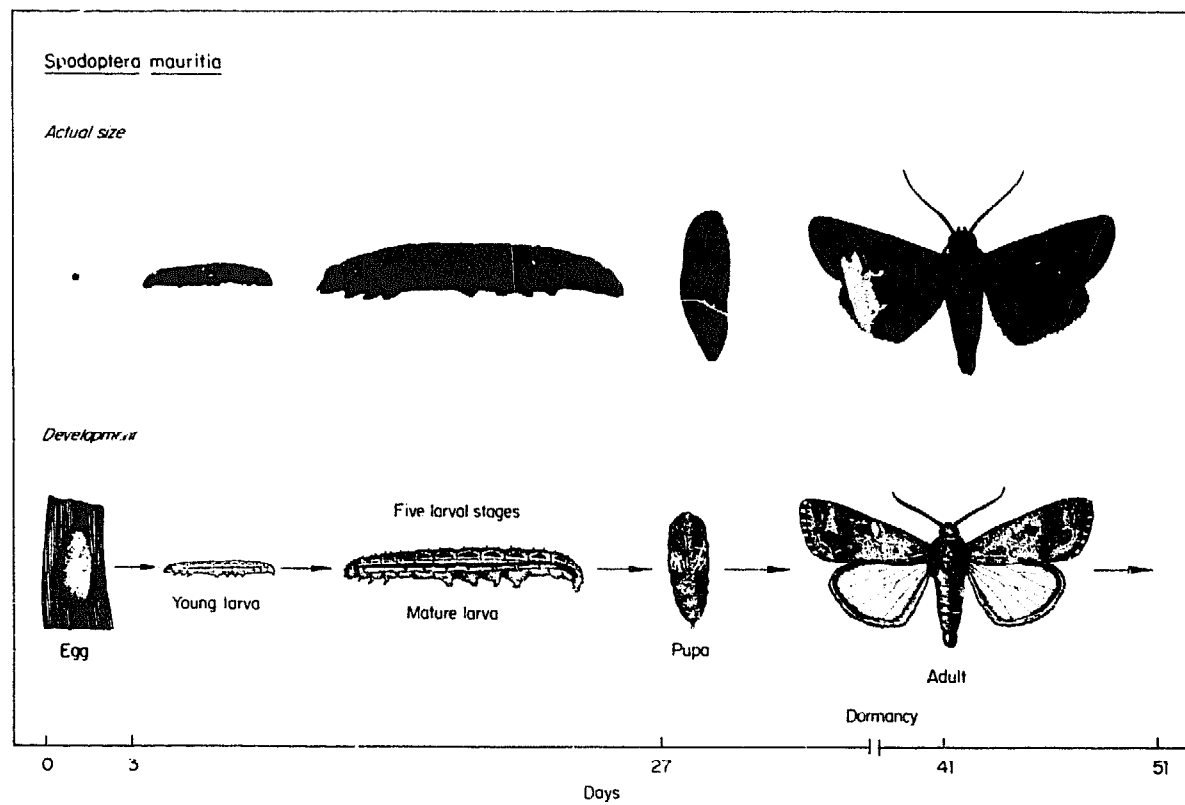 Spodoptera mauritia
Actual size
Five larval stages
Young larva
Mature larva
Egg
Pupa
Adult
Dormancy
0 3 27 41 51
Days